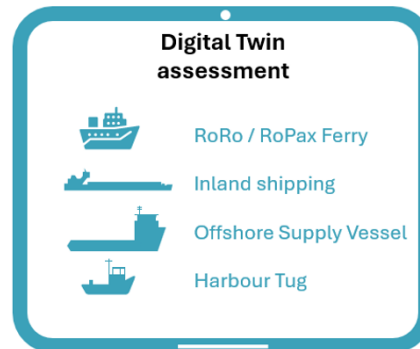 Digital Twin
assessment
RoRo / RoPax Ferry
Inland shipping
Offshore Supply Vessel
Harbour Tug